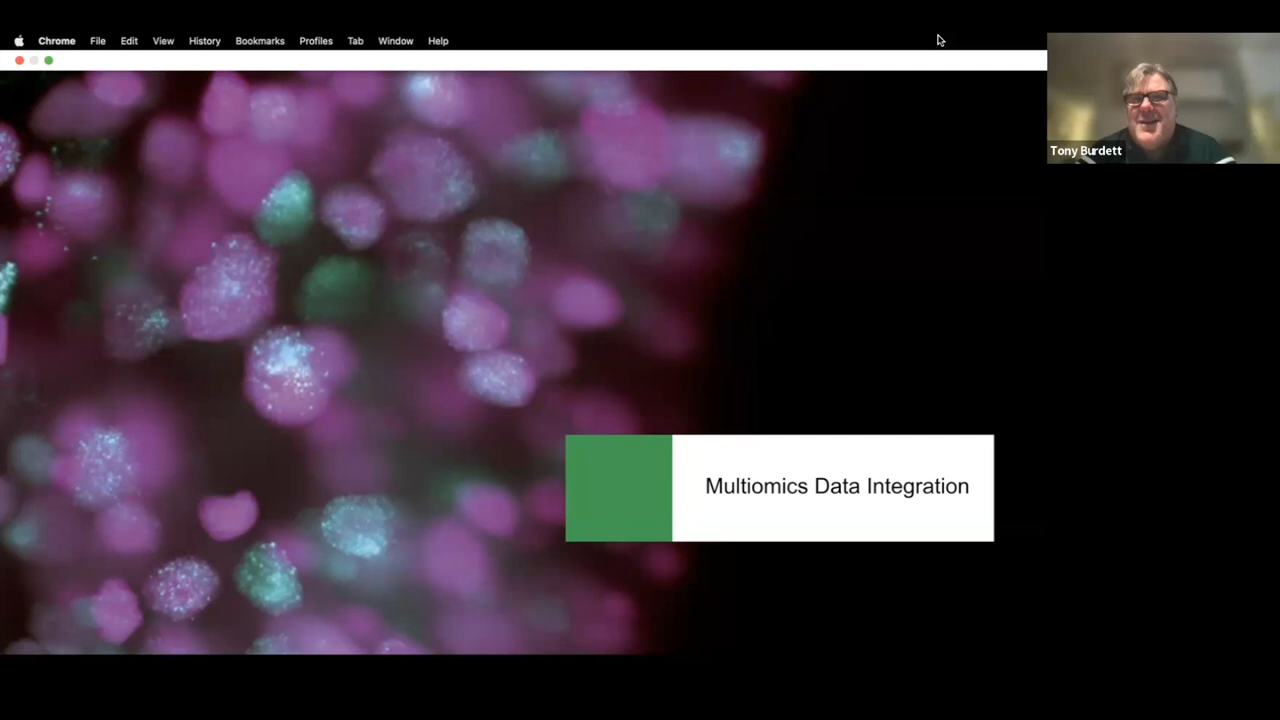 Chrome File Edit View History Bookmarks Profiles Tab Window Help
Tony Burdett
Multiomics Data Integration